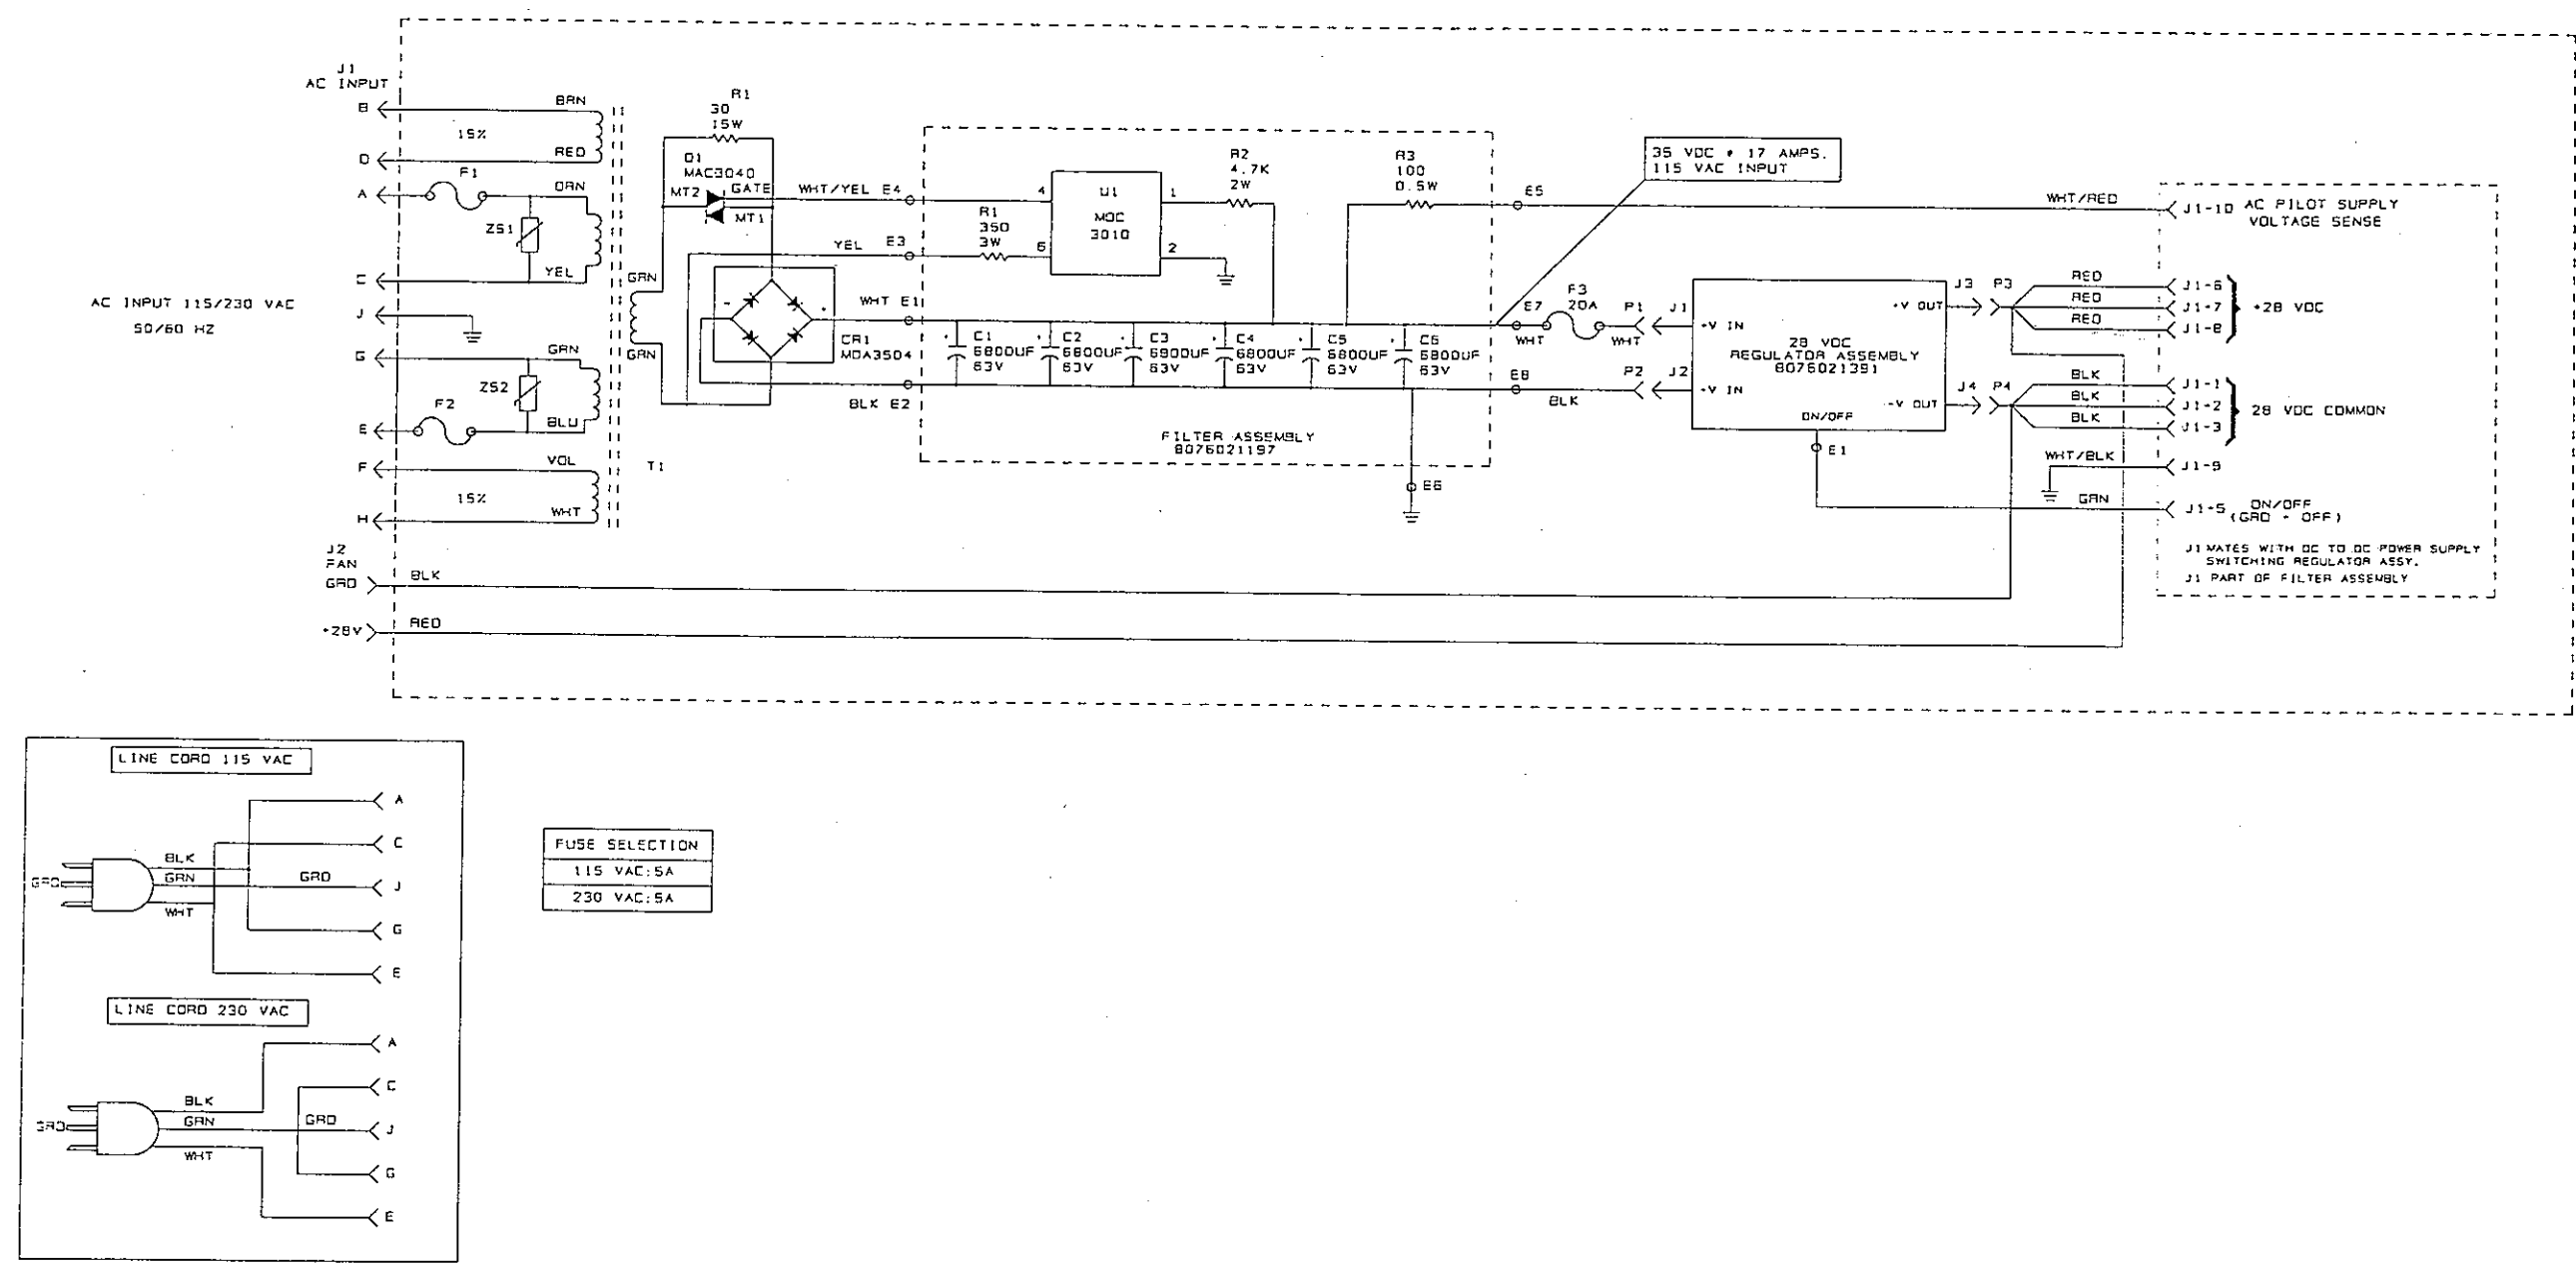 J1
AC INPUT
B
BRN
15%
D
RED
A
F1
ORN
ZS1
C
YEL
AC INPUT 115/230 VAC
50/60 HZ
J
G
GRN
ZS2
F2
E
BLU
F
VOL
15%
H
WHT
T1
J2
FAN
GRD
BLK
+28V
RED
R1
30
15W
Q1
MAC3040
MT2
GATE
MT1
WHT/YEL E4
YEL E3
GRN
GRN
WHT E1
CR1
MDA3504
BLK E2
R1
350
3W
4
6
U1
MOC
3010
1
2
R2
4.7K
2W
R3
100
0.5W
C1
6800UF
63V
C2
6800UF
63V
C3
6800UF
63V
C4
6800UF
63V
C5
6800UF
63V
C6
6800UF
63V
FILTER ASSEMBLY
8076021197
E6
E5
35 VDC * 17 AMPS.
115 VAC INPUT
E7
WHT
F3
20A
P1
WHT
J1
E8
BLK
P2
J2
+V IN
-V IN
28 VDC
REGULATOR ASSEMBLY
8076021391
+V OUT
-V OUT
ON/OFF
E1
J3
P3
J4
P4
WHT/RED
J1-10 AC PILOT SUPPLY
VOLTAGE SENSE
RED
J1-6
RED
J1-7
RED
J1-8
+28 VDC
BLK
J1-1
BLK
J1-2
BLK
J1-3
28 VDC COMMON
WHT/BLK
J1-9
GRN
J1-5 ON/OFF
(GRD = OFF)
J1 MATES WITH DC TO DC POWER SUPPLY
SWITCHING REGULATOR ASSY.
J1 PART OF FILTER ASSEMBLY
LINE CORD 115 VAC
A
C
BLK
GRD
GRN
GRD
J
WHT
G
E
LINE CORD 230 VAC
A
C
BLK
GRD
GRN
GRD
J
WHT
G
E
FUSE SELECTION
115 VAC:5A
230 VAC:5A